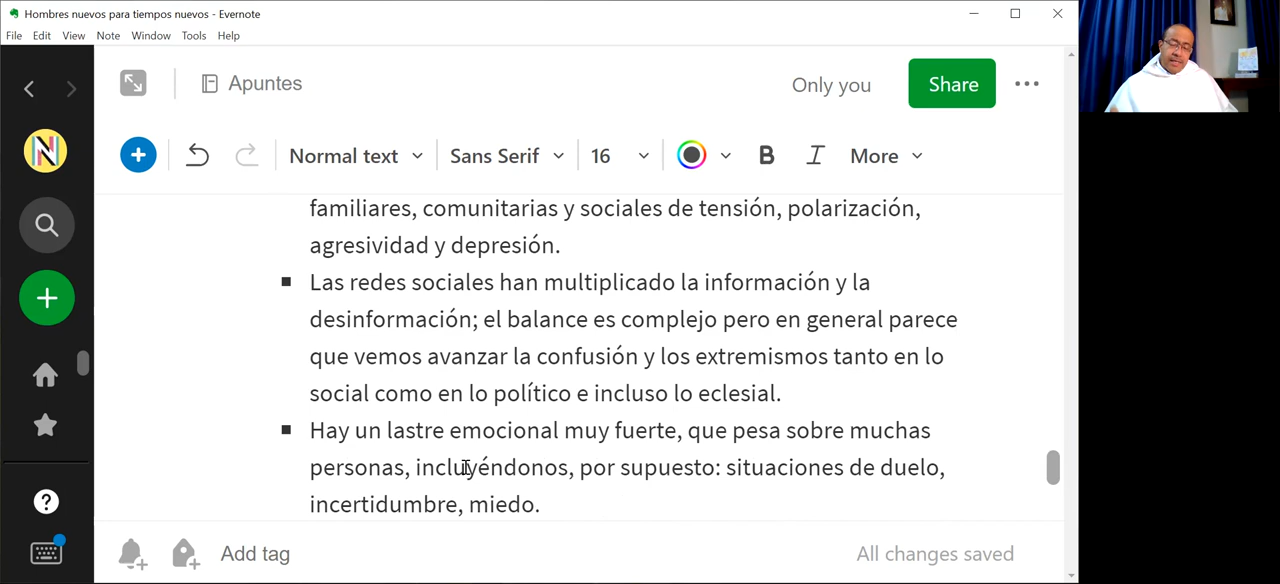 Hombres nuevos para tiempos nuevos - Evernote
File Edit View Note Window Tools Help
Apuntes
Only you
Share
Normal text
Sans Serif
16
B
I
More
familiares, comunitarias y sociales de tensión, polarización,
agresividad y depresión.
▪ Las redes sociales han multiplicado la información y la
desinformación; el balance es complejo pero en general parece
que vemos avanzar la confusión y los extremismos tanto en lo
social como en lo político e incluso lo eclesial.
▪ Hay un lastre emocional muy fuerte, que pesa sobre muchas
personas, incluyéndonos, por supuesto: situaciones de duelo,
incertidumbre, miedo.
Add tag
All changes saved